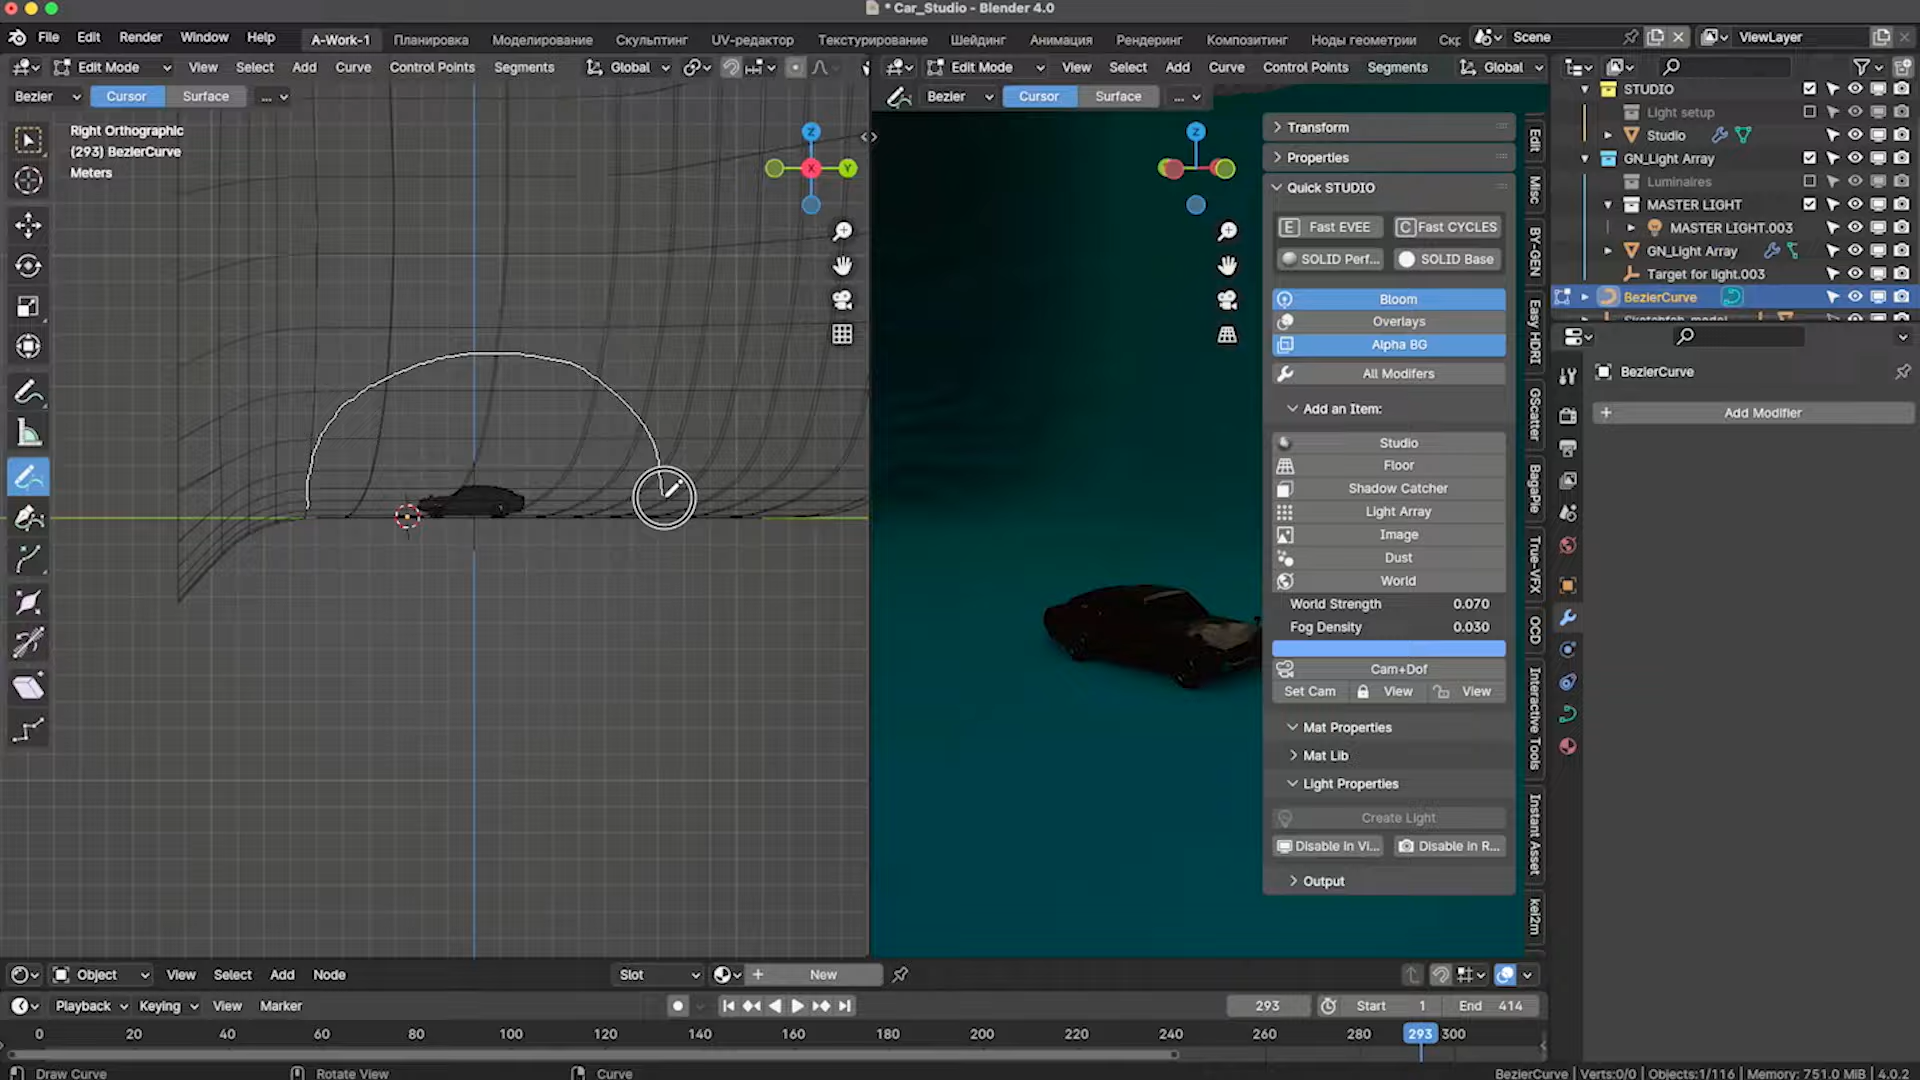 * Car_Studio - Blender 4.0
File Edit Render Window Help A-Work-1 Планировка Моделирование Скульптинг UV-редактор Текстурирование Шейдинг Анимация Рендеринг Композитинг Ноды геометрии Скр Scene ViewLayer
Edit Mode View Select Add Curve Control Points Segments Global
Edit Mode View Select Add Curve Control Points Segments Global
Bezier Cursor Surface ...
Bezier Cursor Surface ...
Right Orthographic
(293) BezierCurve
Meters
Z
X
Y
Z
Transform
Properties
Quick STUDIO
E Fast EVEE C Fast CYCLES
SOLID Perf... SOLID Base
Bloom
Overlays
Alpha BG
All Modifers
Add an Item:
Studio
Floor
Shadow Catcher
Light Array
Image
Dust
World
World Strength 0.070
Fog Density 0.030
Cam+Dof
Set Cam View View
Mat Properties
Mat Lib
Light Properties
Create Light
Disable in Vi... Disable in R...
Output
Edit
Misc
BY-GEN
Easy HDRI
GScatter
BagaPie
True-VFX
OCD
Interactive Tools
Instant Asset
kei2m
STUDIO
Light setup
Studio
GN_Light Array
Luminaires
MASTER LIGHT
MASTER LIGHT.003
GN_Light Array
Target for light.003
BezierCurve
Sketchfab_model
BezierCurve
Add Modifier
Object View Select Add Node Slot New
Playback Keying View Marker 293 Start 1 End 414
0 20 40 60 80 100 120 140 160 180 200 220 240 260 280 293 300
Draw Curve Rotate View Curve BezierCurve | Verts:0/0 | Objects:1/116 | Memory: 751.0 MiB | 4.0.2